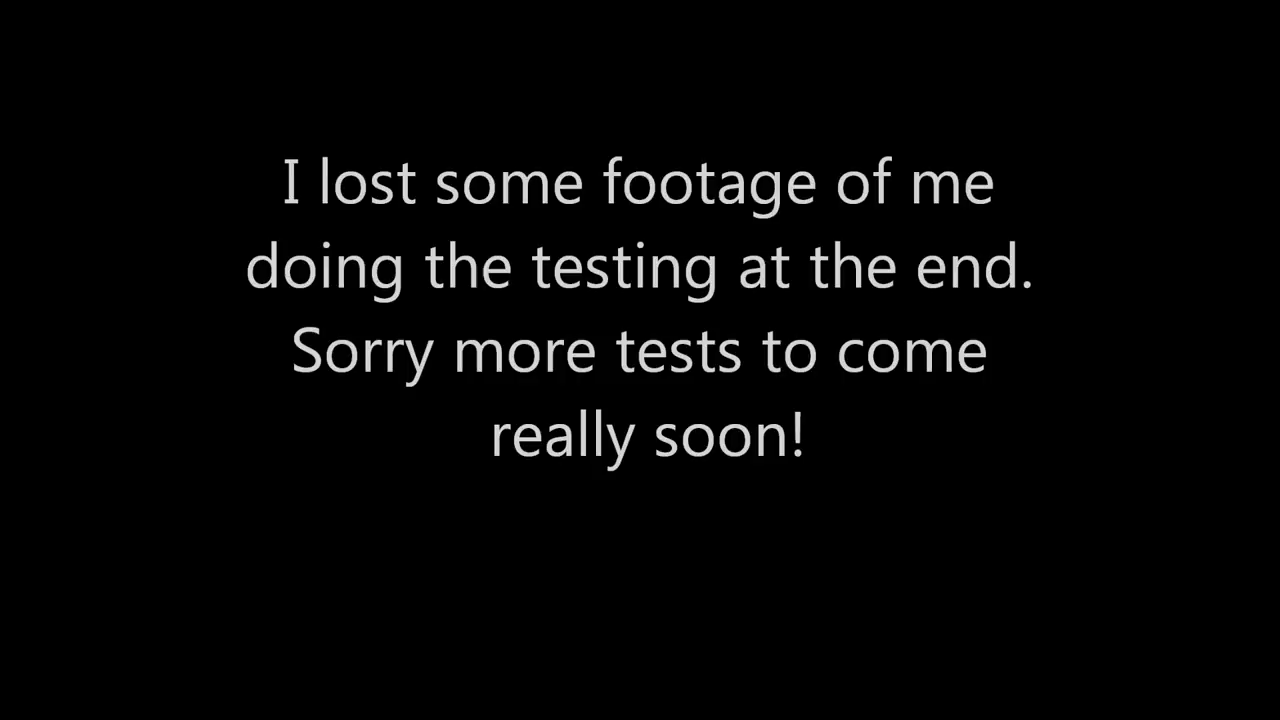 I lost some footage of me
doing the testing at the end.
Sorry more tests to come
really soon!